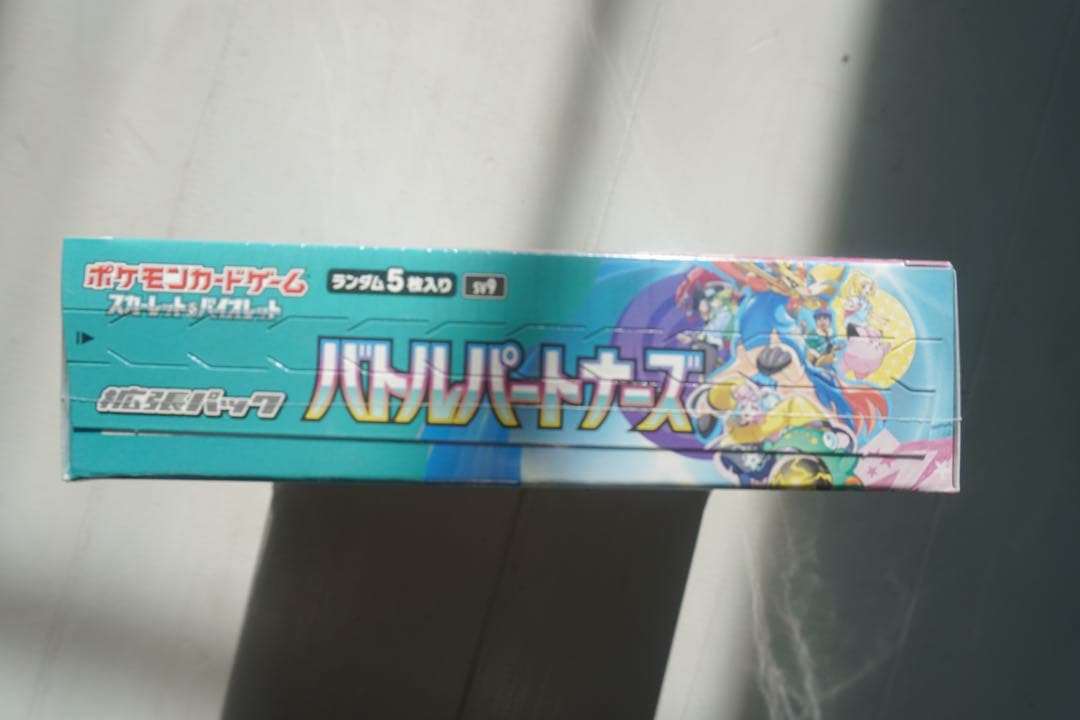 ポケモンカードゲーム
スカーレット&バイオレット
ランダム5枚入り
SV9
拡張パック
バトルパートナーズ